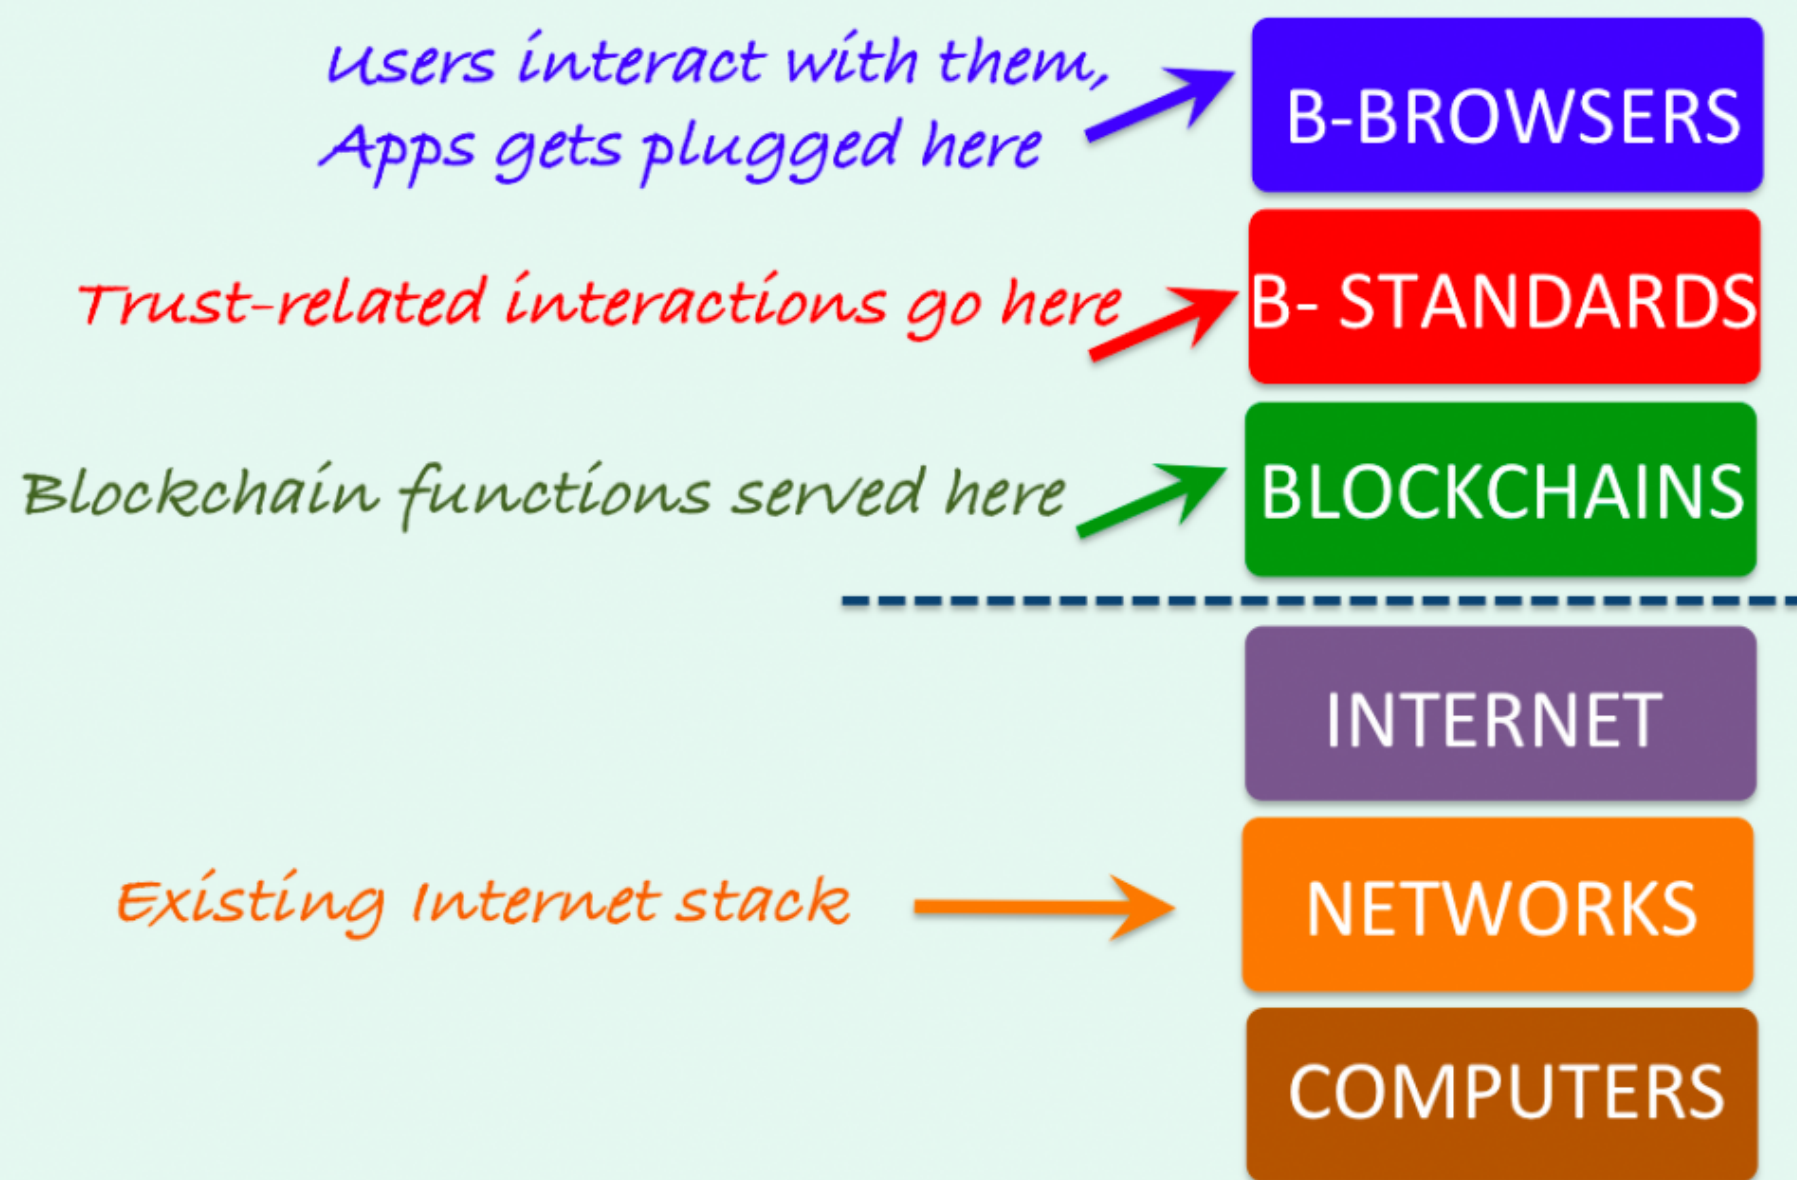 Users interact with them,
Apps gets plugged here
B-BROWSERS
Trust-related interactions go here
B- STANDARDS
Blockchain functions served here
BLOCKCHAINS
INTERNET
Existing Internet stack
NETWORKS
COMPUTERS